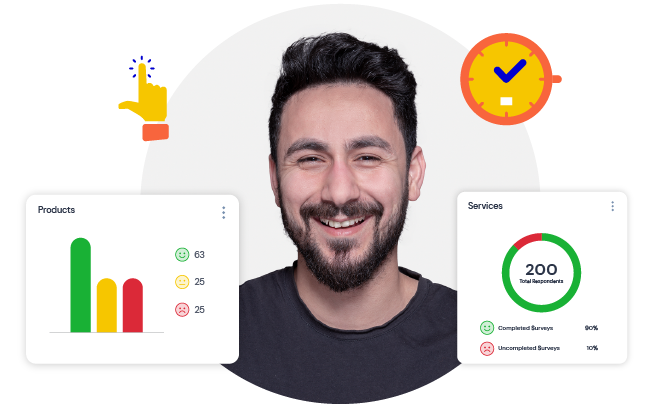 Products
63
25
25
Services
200
Total Respondents
Completed Surveys 90%
Uncompleted Surveys 10%